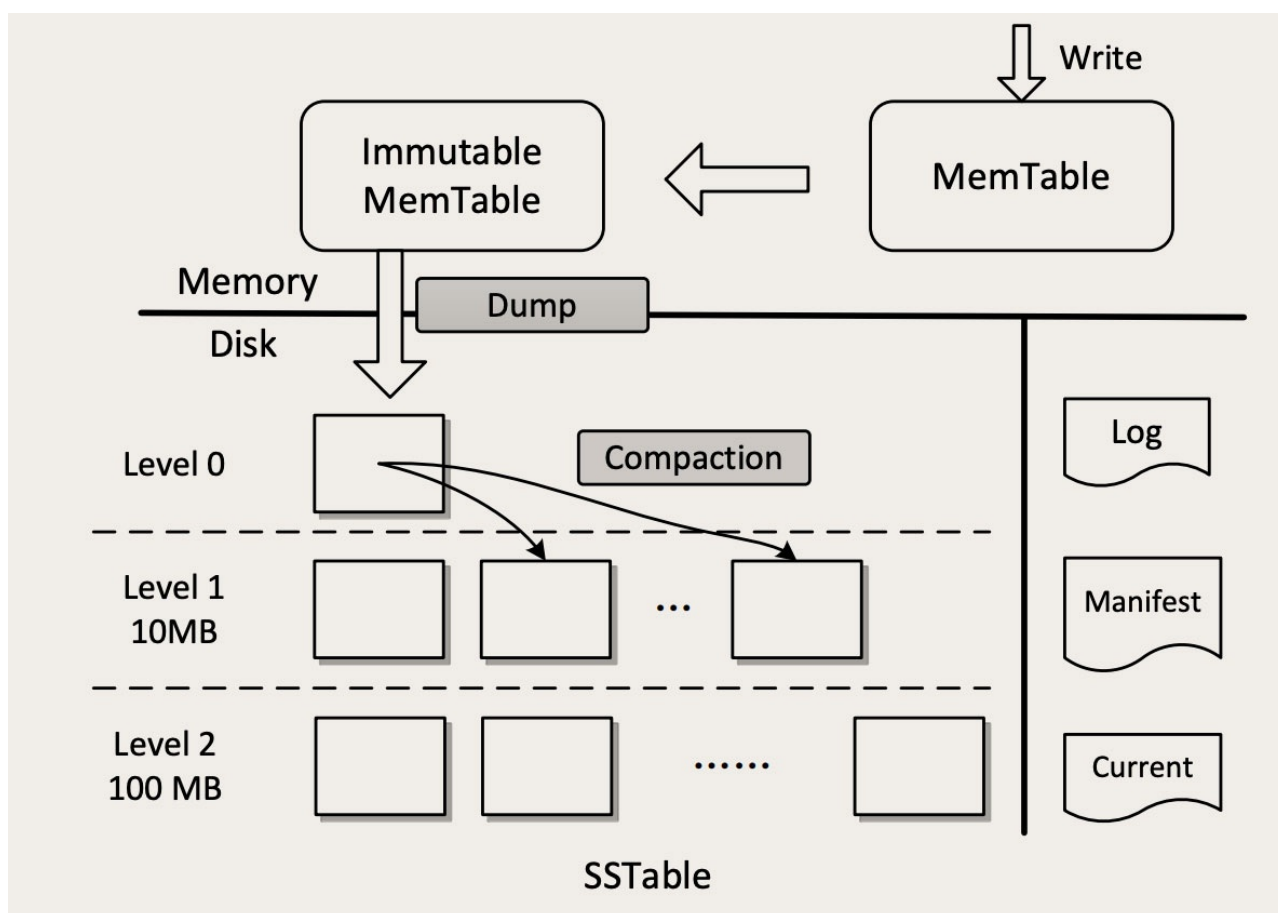 Write
Immutable
MemTable
MemTable
Memory
Dump
Disk
Level 0
Compaction
Log
Level 1
10MB
...
Manifest
Level 2
100 MB
......
Current
SSTable